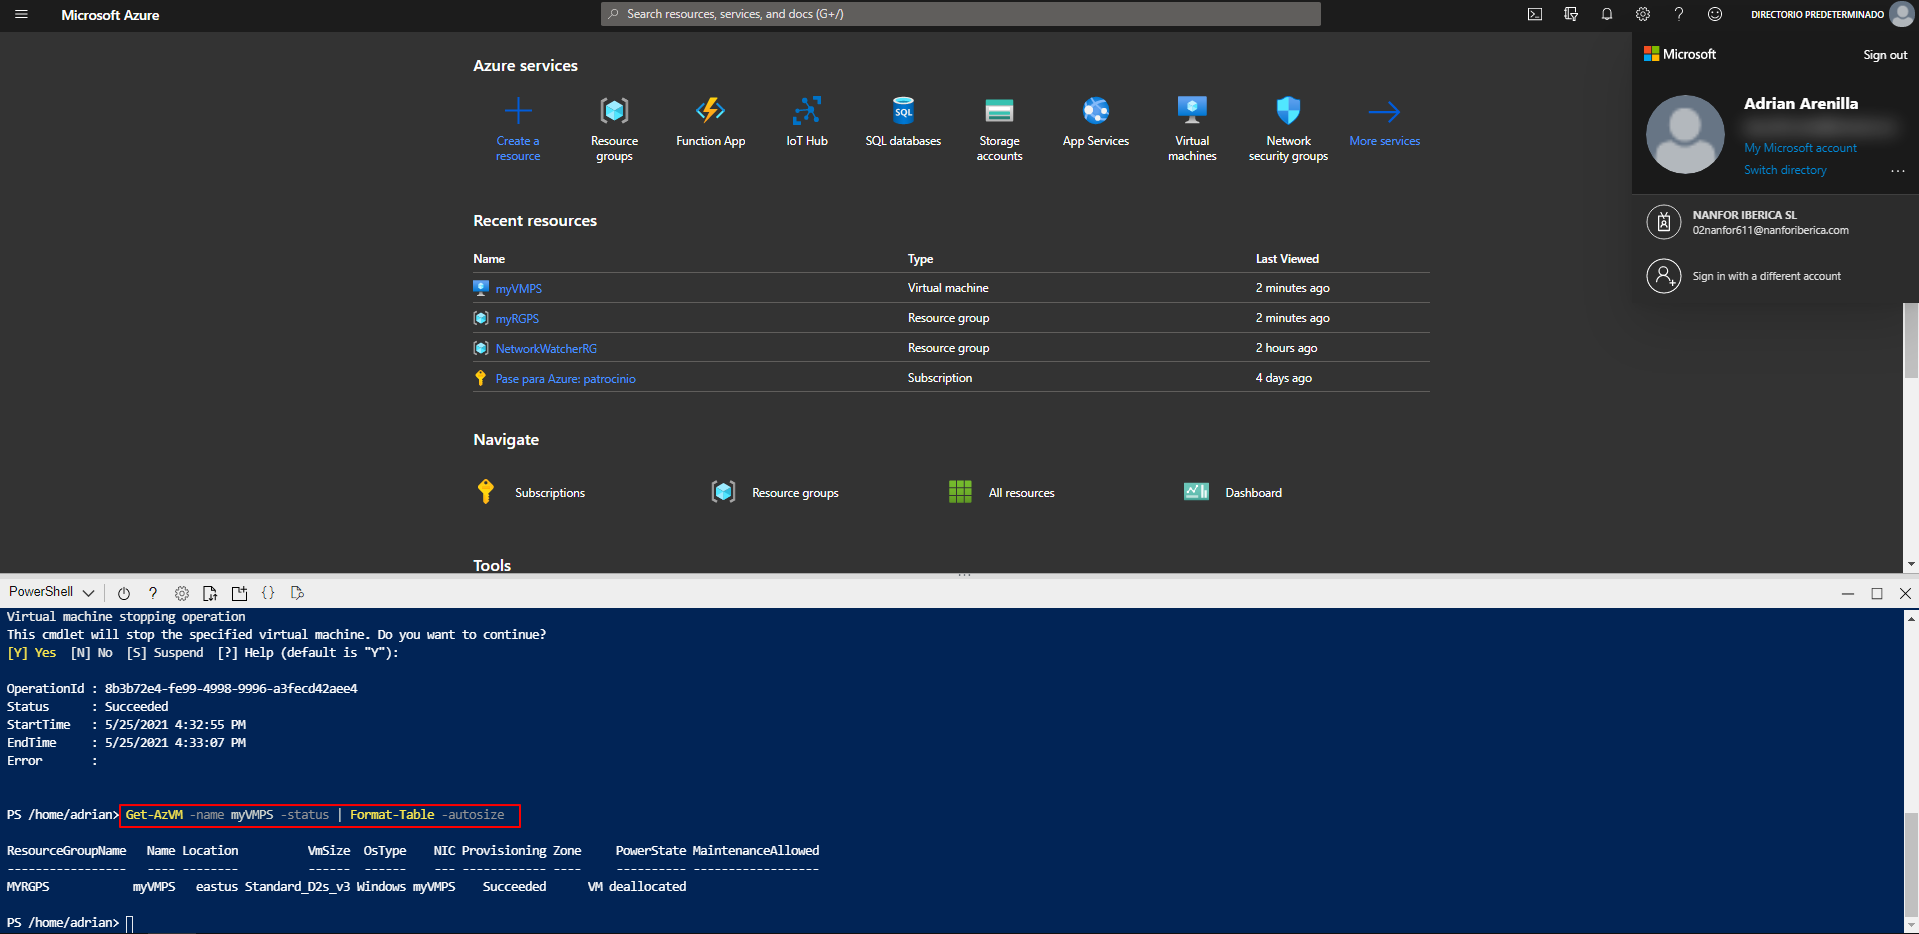 Microsoft Azure
Search resources, services, and docs (G+/)
DIRECTORIO PREDETERMINADO
Microsoft
Sign out
Adrian Arenilla
My Microsoft account
Switch directory
...
NANFOR IBERICA SL
02nanfor611@nanforiberica.com
Sign in with a different account
Azure services
Create a
resource
Resource
groups
Function App
IoT Hub
SQL
SQL databases
Storage
accounts
App Services
Virtual
machines
Network
security groups
More services
Recent resources
Name Type Last Viewed
myVMPS Virtual machine 2 minutes ago
myRGPS Resource group 2 minutes ago
NetworkWatcherRG Resource group 2 hours ago
Pase para Azure: patrocinio Subscription 4 days ago
Navigate
Subscriptions Resource groups All resources Dashboard
Tools
PowerShell
Virtual machine stopping operation
This cmdlet will stop the specified virtual machine. Do you want to continue?
[Y] Yes [N] No [S] Suspend [?] Help (default is "Y"):
OperationId : 8b3b72e4-fe99-4998-9996-a3fecd42aee4
Status : Succeeded
StartTime : 5/25/2021 4:32:55 PM
EndTime : 5/25/2021 4:33:07 PM
Error :
PS /home/adrian> Get-AzVM -name myVMPS -status | Format-Table -autosize
ResourceGroupName Name Location VmSize OsType NIC Provisioning Zone PowerState MaintenanceAllowed
----------------- ---- -------- ------ ------ --- ------------ ---- ---------- ------------------
MYRGPS myVMPS eastus Standard_D2s_v3 Windows myVMPS Succeeded VM deallocated
PS /home/adrian>